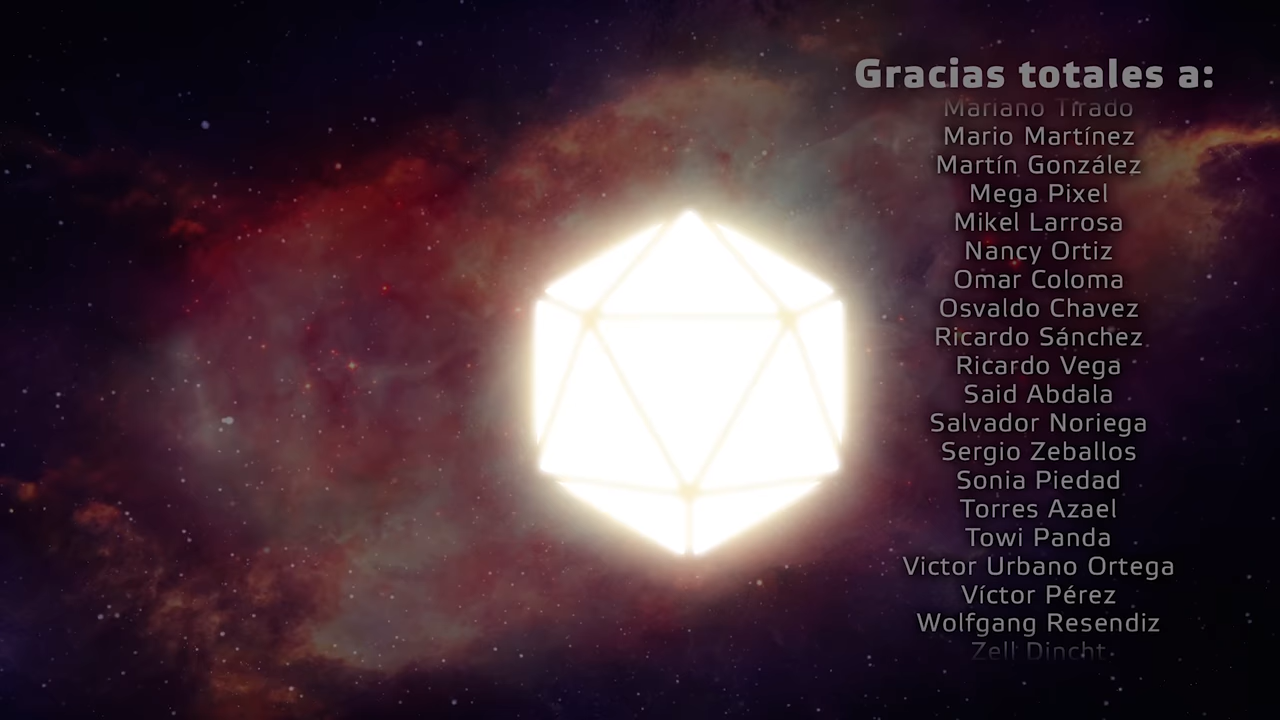 Gracias totales a:
Mariano Tirado
Mario Martínez
Martín González
Mega Pixel
Mikel Larrosa
Nancy Ortiz
Omar Coloma
Osvaldo Chavez
Ricardo Sánchez
Ricardo Vega
Said Abdala
Salvador Noriega
Sergio Zeballos
Sonia Piedad
Torres Azael
Towi Panda
Victor Urbano Ortega
Víctor Pérez
Wolfgang Resendiz
Zell Dincht